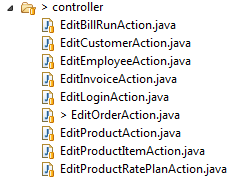 > controller
EditBillRunAction.java
EditCustomerAction.java
EditEmployeeAction.java
EditInvoiceAction.java
EditLoginAction.java
> EditOrderAction.java
EditProductAction.java
EditProductItemAction.java
EditProductRatePlanAction.java